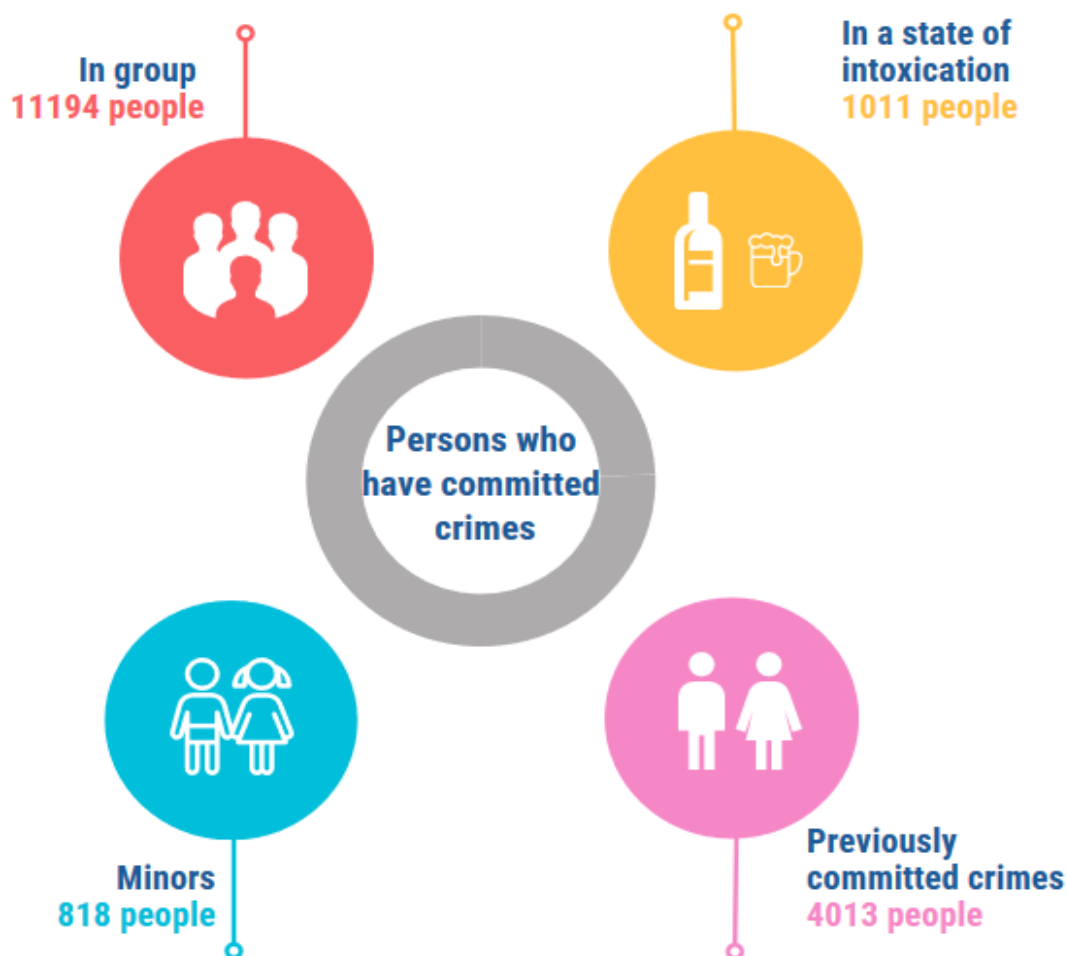 In group
11194 people
In a state of
intoxication
1011 people
Persons who
have committed
crimes
Minors
818 people
Previously
committed crimes
4013 people